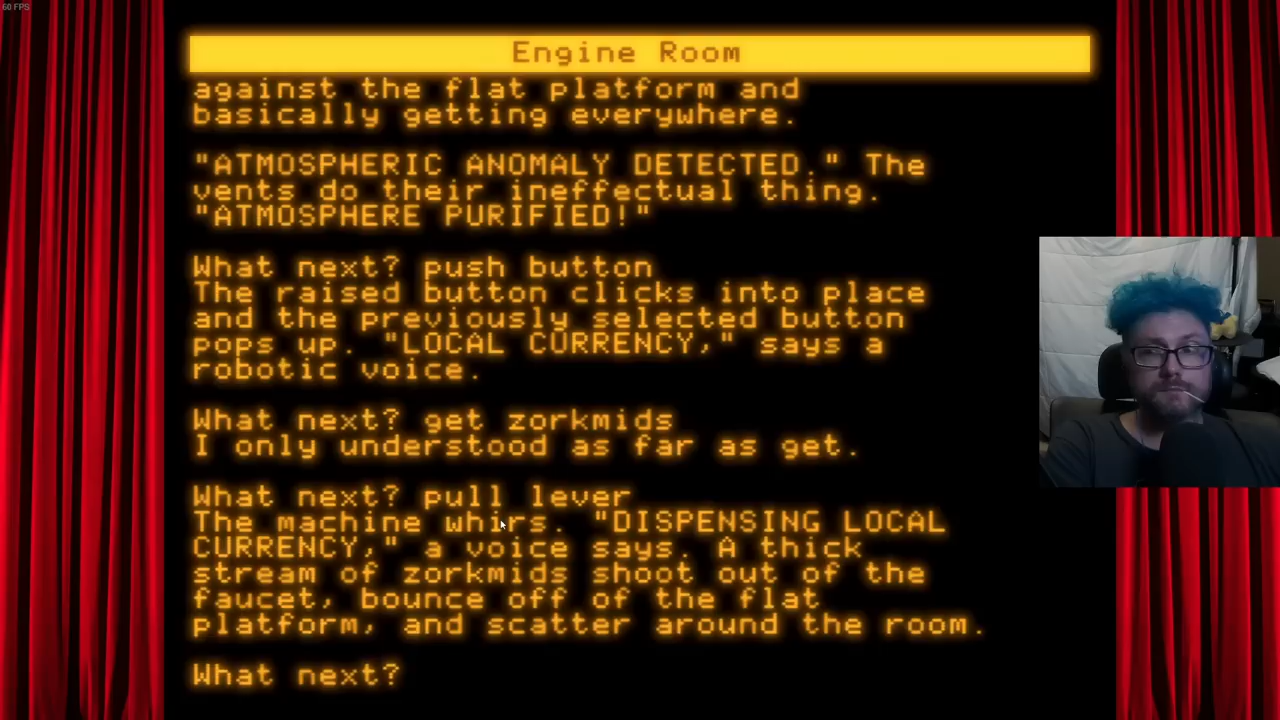 60 FPS
Engine Room
against the flat platform and
basically getting everywhere.
"ATMOSPHERIC ANOMALY DETECTED." The
vents do their ineffectual thing.
"ATMOSPHERE PURIFIED!"
What next? push button
The raised button clicks into place
and the previously selected button
pops up. "LOCAL CURRENCY," says a
robotic voice.
What next? get zorkmids
I only understood as far as get.
What next? pull lever
The machine whirs. "DISPENSING LOCAL
CURRENCY," a voice says. A thick
stream of zorkmids shoot out of the
faucet, bounce off of the flat
platform, and scatter around the room.
What next?